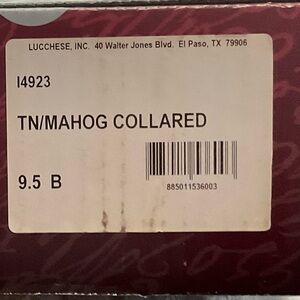 LUCCHESE, INC. 40 Walter Jones Blvd. El Paso, TX 79906
I4923
TN/MAHOG COLLARED
9.5 B
885011536003